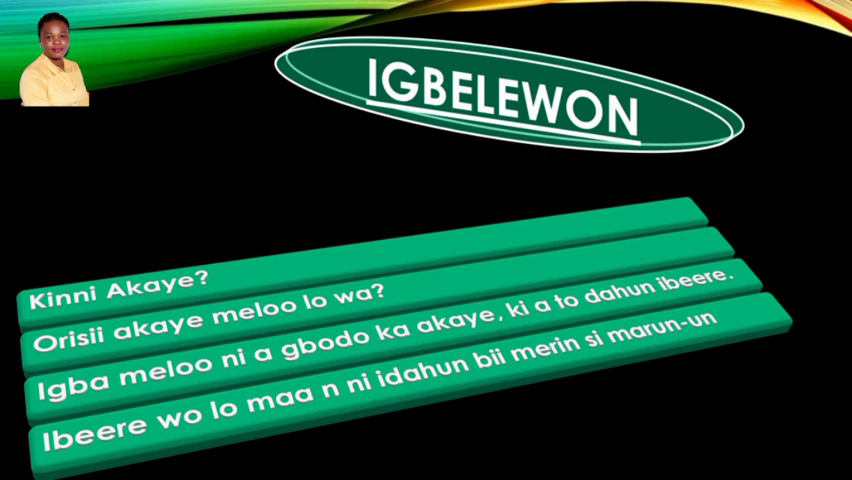 IGBELEWON
Kinni Akaye?
Orisii akaye meloo lo wa?
Igba meloo ni a gbodo ka akaye, ki a to dahun ibeere.
Ibeere wo lo maa n ni idahun bii merin si marun-un